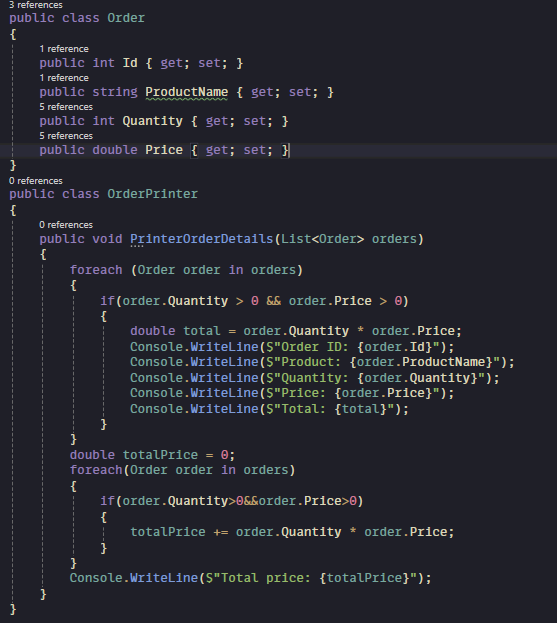 3 references
public class Order
{
1 reference
public int Id { get; set; }
1 reference
public string ProductName { get; set; }
5 references
public int Quantity { get; set; }
5 references
public double Price { get; set; }
}
0 references
public class OrderPrinter
{
0 references
public void PrinterOrderDetails(List<Order> orders)
{
foreach (Order order in orders)
{
if(order.Quantity > 0 && order.Price > 0)
{
double total = order.Quantity * order.Price;
Console.WriteLine($"Order ID: {order.Id}");
Console.WriteLine($"Product: {order.ProductName}");
Console.WriteLine($"Quantity: {order.Quantity}");
Console.WriteLine($"Price: {order.Price}");
Console.WriteLine($"Total: {total}");
}
}
double totalPrice = 0;
foreach(Order order in orders)
{
if(order.Quantity>0&&order.Price>0)
{
totalPrice += order.Quantity * order.Price;
}
}
Console.WriteLine($"Total price: {totalPrice}");
}
}